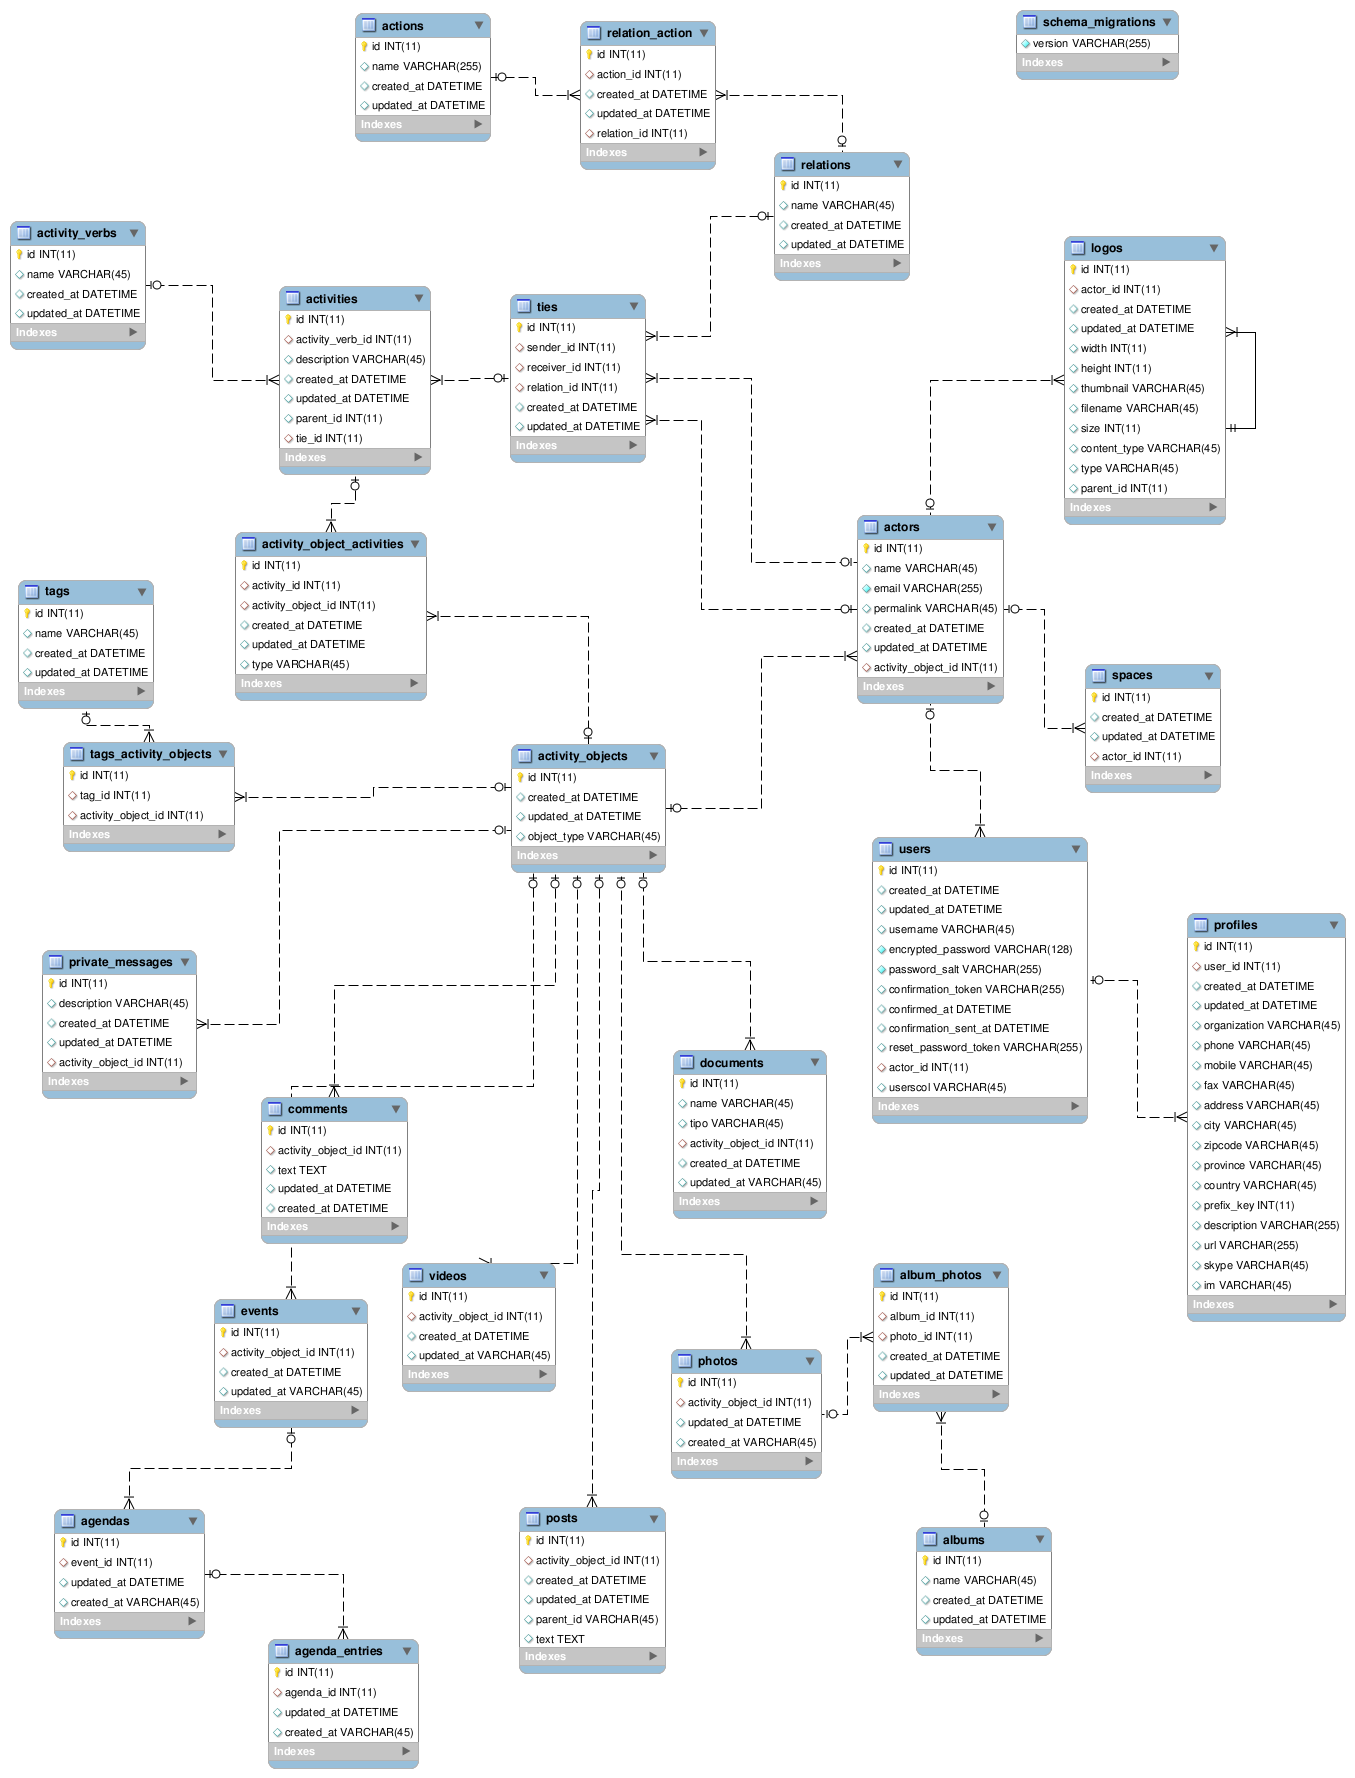 actions
id INT(11)
name VARCHAR(255)
created_at DATETIME
updated_at DATETIME
Indexes
relation_action
id INT(11)
action_id INT(11)
created_at DATETIME
updated_at DATETIME
relation_id INT(11)
Indexes
schema_migrations
version VARCHAR(255)
Indexes
relations
id INT(11)
name VARCHAR(45)
created_at DATETIME
updated_at DATETIME
Indexes
activity_verbs
id INT(11)
name VARCHAR(45)
created_at DATETIME
updated_at DATETIME
Indexes
activities
id INT(11)
activity_verb_id INT(11)
description VARCHAR(45)
created_at DATETIME
updated_at DATETIME
parent_id INT(11)
tie_id INT(11)
Indexes
ties
id INT(11)
sender_id INT(11)
receiver_id INT(11)
relation_id INT(11)
created_at DATETIME
updated_at DATETIME
Indexes
logos
id INT(11)
actor_id INT(11)
created_at DATETIME
updated_at DATETIME
width INT(11)
height INT(11)
thumbnail VARCHAR(45)
filename VARCHAR(45)
size INT(11)
content_type VARCHAR(45)
type VARCHAR(45)
parent_id INT(11)
Indexes
activity_object_activities
id INT(11)
activity_id INT(11)
activity_object_id INT(11)
created_at DATETIME
updated_at DATETIME
type VARCHAR(45)
Indexes
actors
id INT(11)
name VARCHAR(45)
email VARCHAR(255)
permalink VARCHAR(45)
created_at DATETIME
updated_at DATETIME
activity_object_id INT(11)
Indexes
tags
id INT(11)
name VARCHAR(45)
created_at DATETIME
updated_at DATETIME
Indexes
spaces
id INT(11)
created_at DATETIME
updated_at DATETIME
actor_id INT(11)
Indexes
tags_activity_objects
id INT(11)
tag_id INT(11)
activity_object_id INT(11)
Indexes
activity_objects
id INT(11)
created_at DATETIME
updated_at DATETIME
object_type VARCHAR(45)
Indexes
users
id INT(11)
created_at DATETIME
updated_at DATETIME
username VARCHAR(45)
encrypted_password VARCHAR(128)
password_salt VARCHAR(255)
confirmation_token VARCHAR(255)
confirmed_at DATETIME
confirmation_sent_at DATETIME
reset_password_token VARCHAR(255)
actor_id INT(11)
userscol VARCHAR(45)
Indexes
profiles
id INT(11)
user_id INT(11)
created_at DATETIME
updated_at DATETIME
organization VARCHAR(45)
phone VARCHAR(45)
mobile VARCHAR(45)
fax VARCHAR(45)
address VARCHAR(45)
city VARCHAR(45)
zipcode VARCHAR(45)
province VARCHAR(45)
country VARCHAR(45)
prefix_key INT(11)
description VARCHAR(255)
url VARCHAR(255)
skype VARCHAR(45)
im VARCHAR(45)
Indexes
private_messages
id INT(11)
description VARCHAR(45)
created_at DATETIME
updated_at DATETIME
activity_object_id INT(11)
Indexes
documents
id INT(11)
name VARCHAR(45)
tipo VARCHAR(45)
activity_object_id INT(11)
created_at DATETIME
updated_at VARCHAR(45)
Indexes
comments
id INT(11)
activity_object_id INT(11)
text TEXT
updated_at DATETIME
created_at DATETIME
Indexes
videos
id INT(11)
activity_object_id INT(11)
created_at DATETIME
updated_at VARCHAR(45)
Indexes
album_photos
id INT(11)
album_id INT(11)
photo_id INT(11)
created_at DATETIME
updated_at DATETIME
Indexes
events
id INT(11)
activity_object_id INT(11)
created_at DATETIME
updated_at VARCHAR(45)
Indexes
photos
id INT(11)
activity_object_id INT(11)
updated_at DATETIME
created_at VARCHAR(45)
Indexes
agendas
id INT(11)
event_id INT(11)
updated_at DATETIME
created_at VARCHAR(45)
Indexes
posts
id INT(11)
activity_object_id INT(11)
created_at DATETIME
updated_at DATETIME
parent_id VARCHAR(45)
text TEXT
Indexes
albums
id INT(11)
name VARCHAR(45)
created_at DATETIME
updated_at DATETIME
Indexes
agenda_entries
id INT(11)
agenda_id INT(11)
updated_at DATETIME
created_at VARCHAR(45)
Indexes